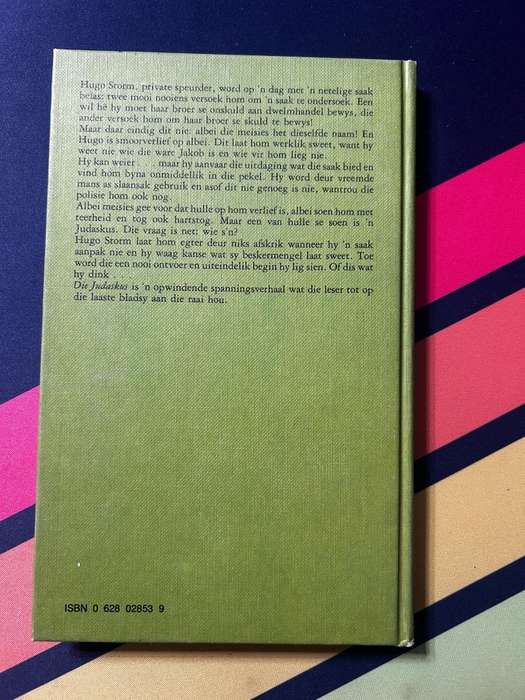 Hugo Storm, private speurder, word op 'n dag met 'n netelige saak
belas: twee mooi nooiens versoek hom om 'n saak te ondersoek. Een
wil hê hy moet haar broer se onskuld aan dwelmhandel bewys, die
ander versoek hom om haar broer se skuld te bewys!
Maar daar eindig dit nie: albei die meisies het dieselfde naam! En
Hugo is smoorverlief op albei. Dit laat hom werklik sweet, want hy
weet nie wie die ware Jakob is en wie vir hom lieg nie.
Hy kan weier . . . maar hy aanvaar die uitdaging wat die saak bied en
vind hom byna onmiddellik in die pekel. Hy word deur vreemde
mans as slaansak gebruik en asof dit nie genoeg is nie, wantrou die
polisie hom ook nog.
Albei meisies gee voor dat hulle op hom verlief is, albei soen hom met
teerheid en tog ook hartstog. Maar een van hulle se soen is 'n
Judaskus. Die vraag is net: wie s'n?
Hugo Storm laat hom egter deur niks afskrik wanneer hy 'n saak
aanpak nie en hy waag kanse wat sy beskermengel laat sweet. Toe
word die een nooi ontvoer en uiteindelik begin hy lig sien. Of dis wat
hy dink . . .
Die Judaskus is 'n opwindende spanningsverhaal wat die leser tot op
die laaste bladsy aan die raai hou.
ISBN 0 628 02853 9